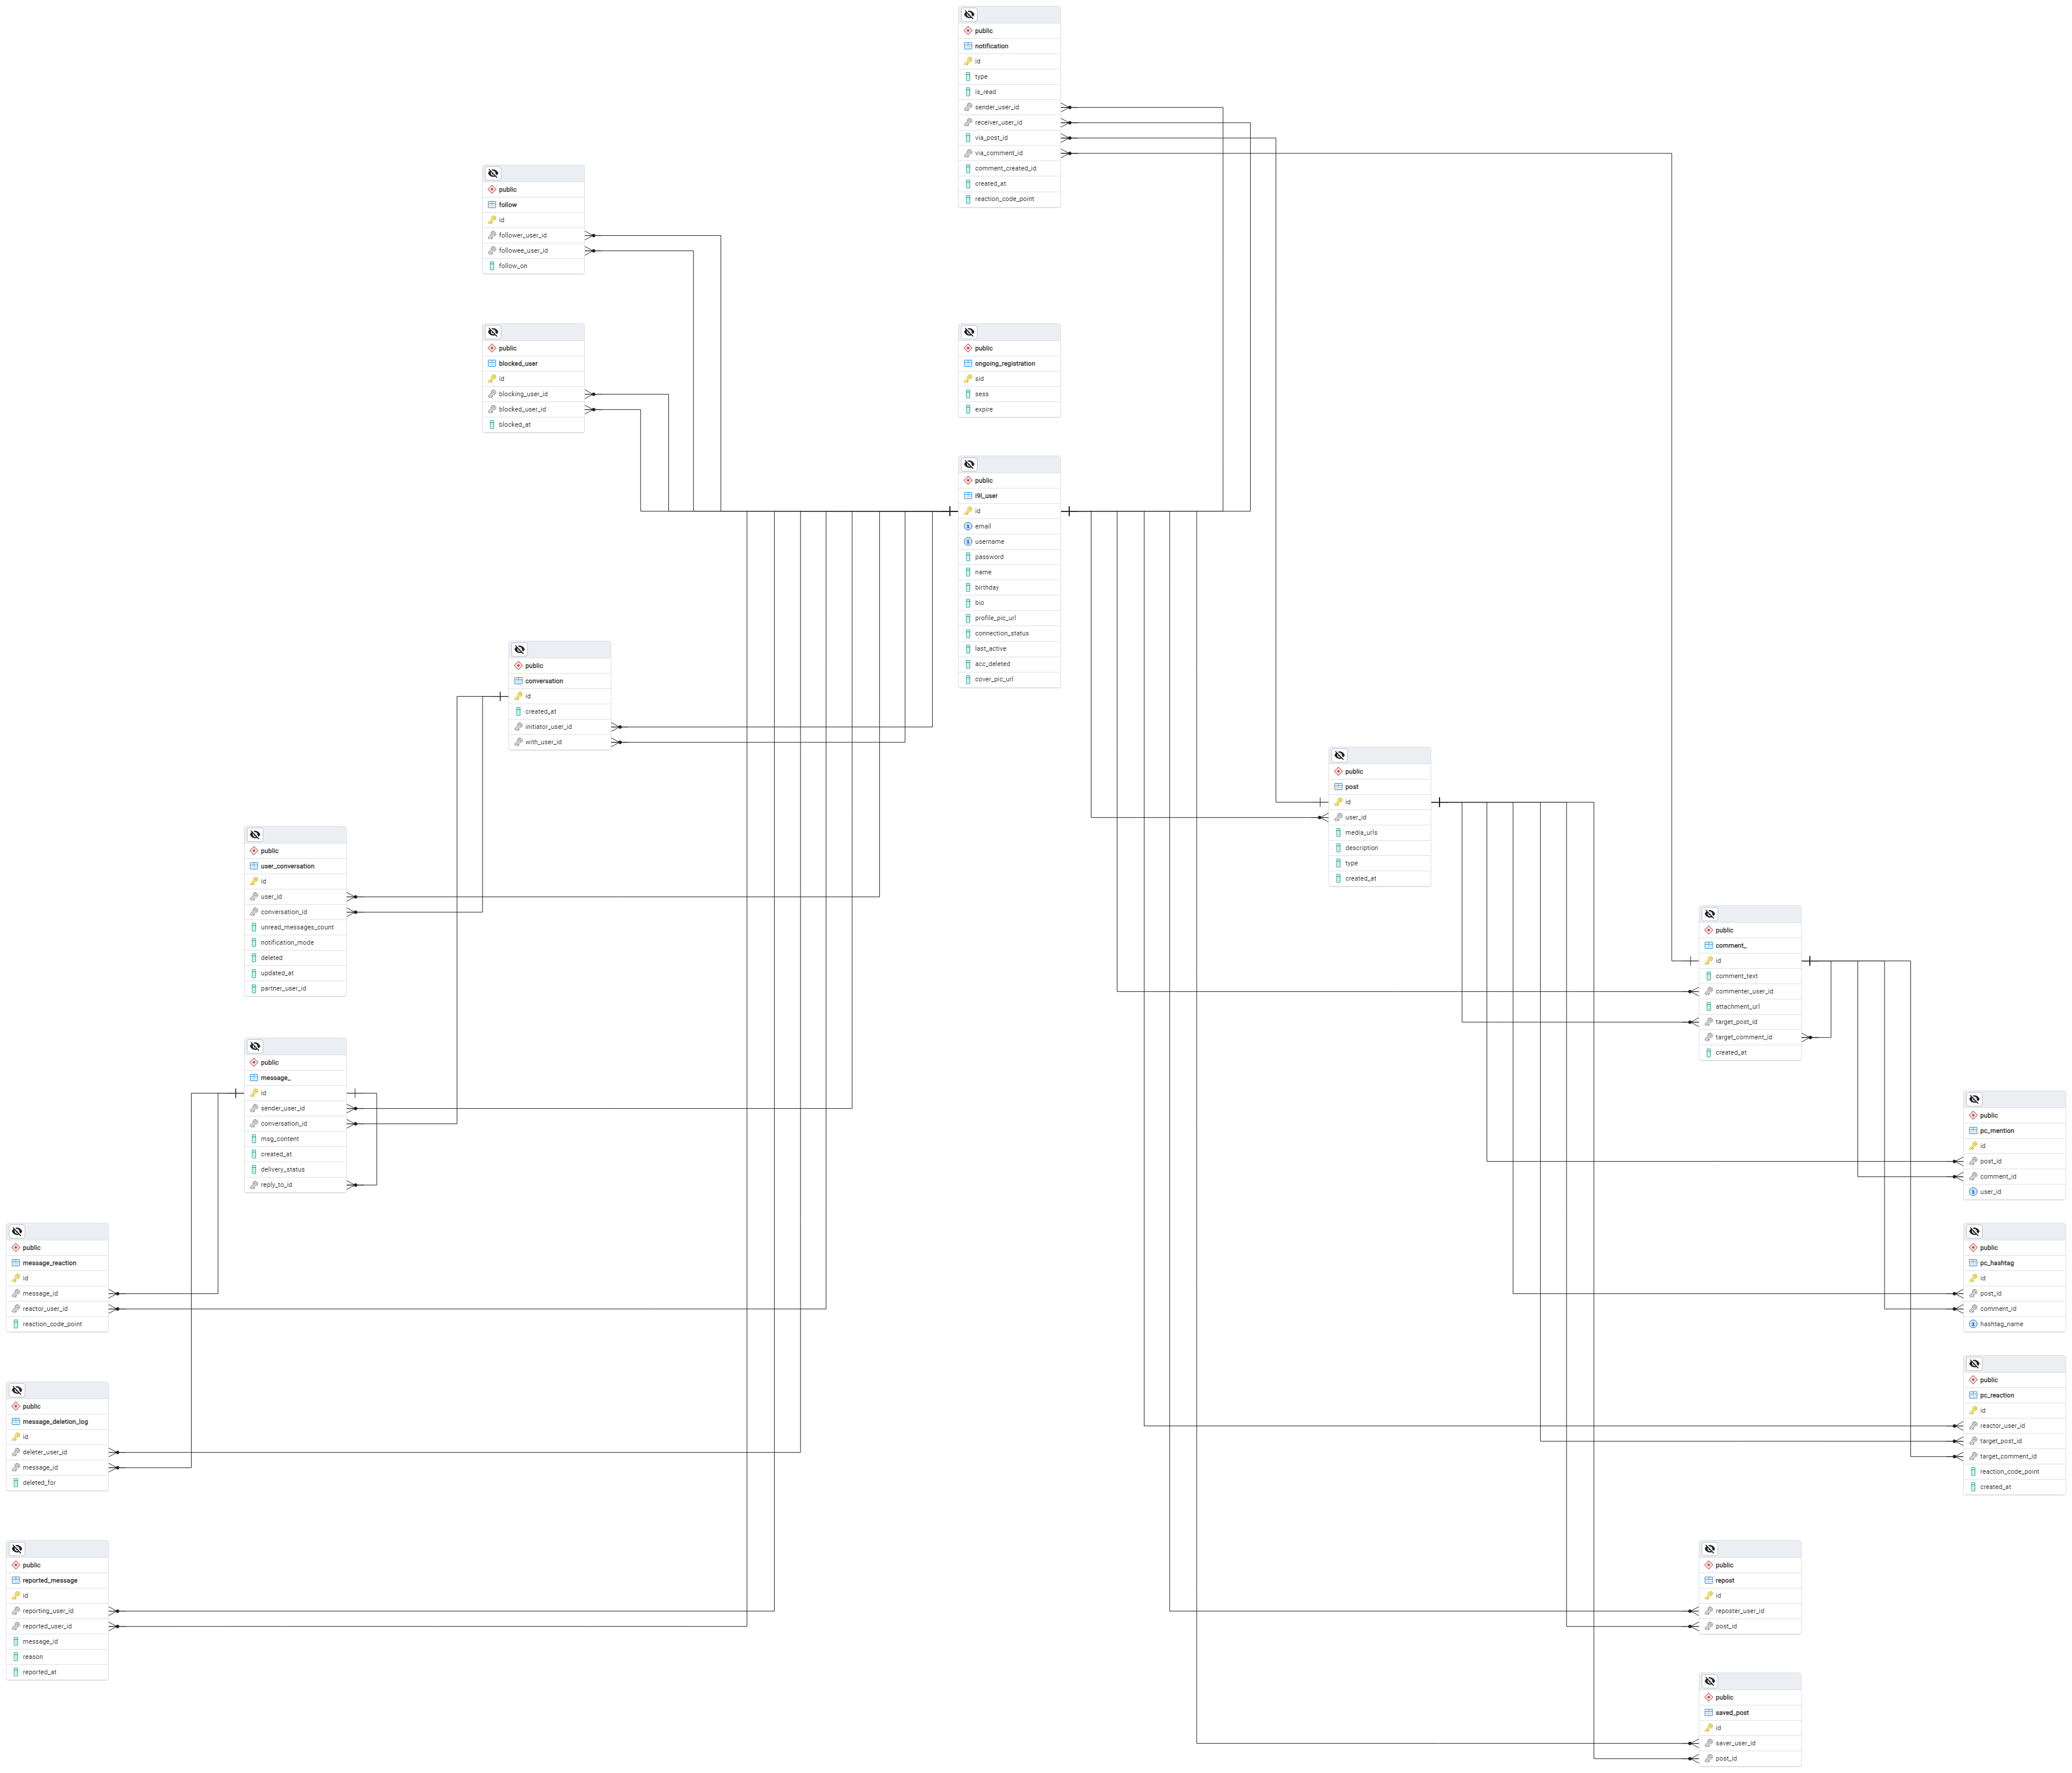 public
notification
id
type
is_read
sender_user_id
receiver_user_id
via_post_id
via_comment_id
comment_created_id
created_at
reaction_code_point
public
follow
id
follower_user_id
followee_user_id
follow_on
public
blocked_user
id
blocking_user_id
blocked_user_id
blocked_at
public
ongoing_registration
sid
sess
expire
public
i9l_user
id
email
username
password
name
birthday
bio
profile_pic_url
connection_status
last_active
acc_deleted
cover_pic_url
public
conversation
id
created_at
initiator_user_id
with_user_id
public
post
id
user_id
media_urls
description
type
created_at
public
user_conversation
id
user_id
conversation_id
unread_messages_count
notification_mode
deleted
updated_at
partner_user_id
public
comment_
id
comment_text
commenter_user_id
attachment_url
target_post_id
target_comment_id
created_at
public
message_
id
sender_user_id
conversation_id
msg_content
created_at
delivery_status
reply_to_id
public
pc_mention
id
post_id
comment_id
user_id
public
message_reaction
id
message_id
reactor_user_id
reaction_code_point
public
pc_hashtag
id
post_id
comment_id
hashtag_name
public
pc_reaction
id
reactor_user_id
target_post_id
target_comment_id
reaction_code_point
created_at
public
message_deletion_log
id
deleter_user_id
message_id
deleted_for
public
reported_message
id
reporting_user_id
reported_user_id
message_id
reason
reported_at
public
repost
id
reposter_user_id
post_id
public
saved_post
id
saver_user_id
post_id